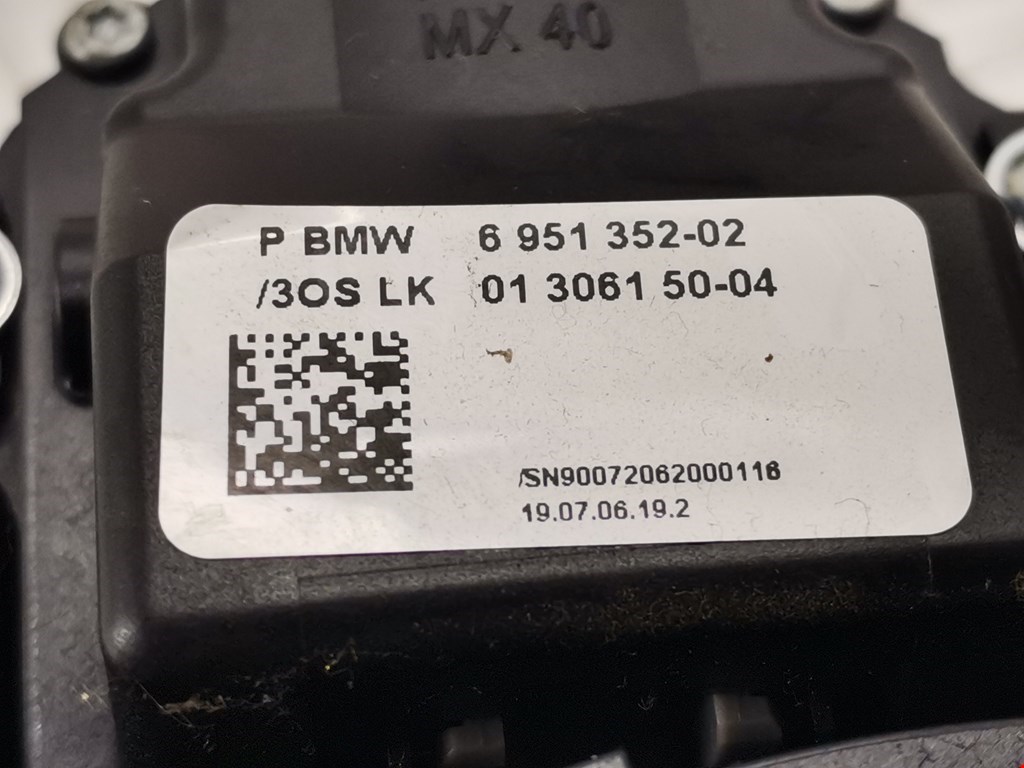 MX 40
P BMW 6 951 352-02
/3OS LK 01 3061 50-04
/SN90072062000116
19.07.06.19.2